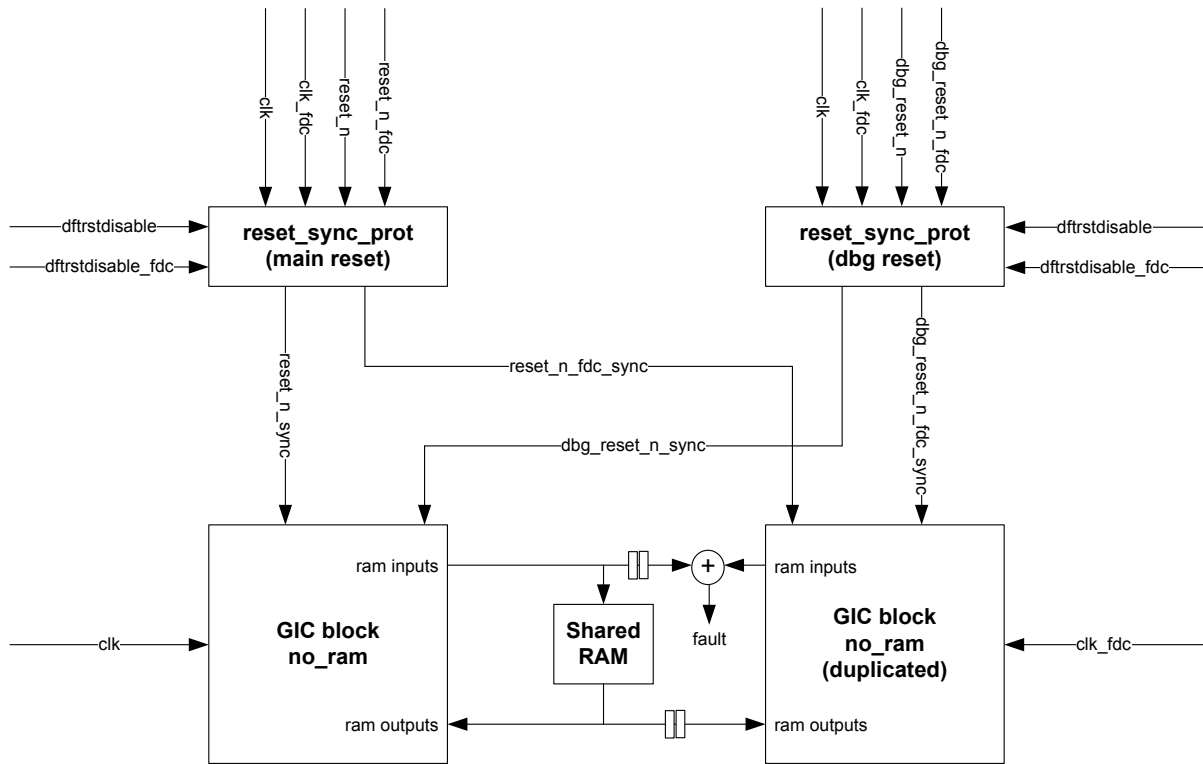 clk
clk_fdc
reset_n
reset_n_fdc
clk
clk_fdc
dbg_reset_n
dbg_reset_n_fdc
dftrstdisable
dftrstdisable_fdc
reset_sync_prot
(main reset)
reset_sync_prot
(dbg reset)
dftrstdisable
dftrstdisable_fdc
reset_n_sync
reset_n_fdc_sync
dbg_reset_n_sync
dbg_reset_n_fdc_sync
clk
GIC block
no_ram
ram inputs
ram outputs
+
fault
Shared
RAM
ram inputs
GIC block
no_ram
(duplicated)
ram outputs
clk_fdc